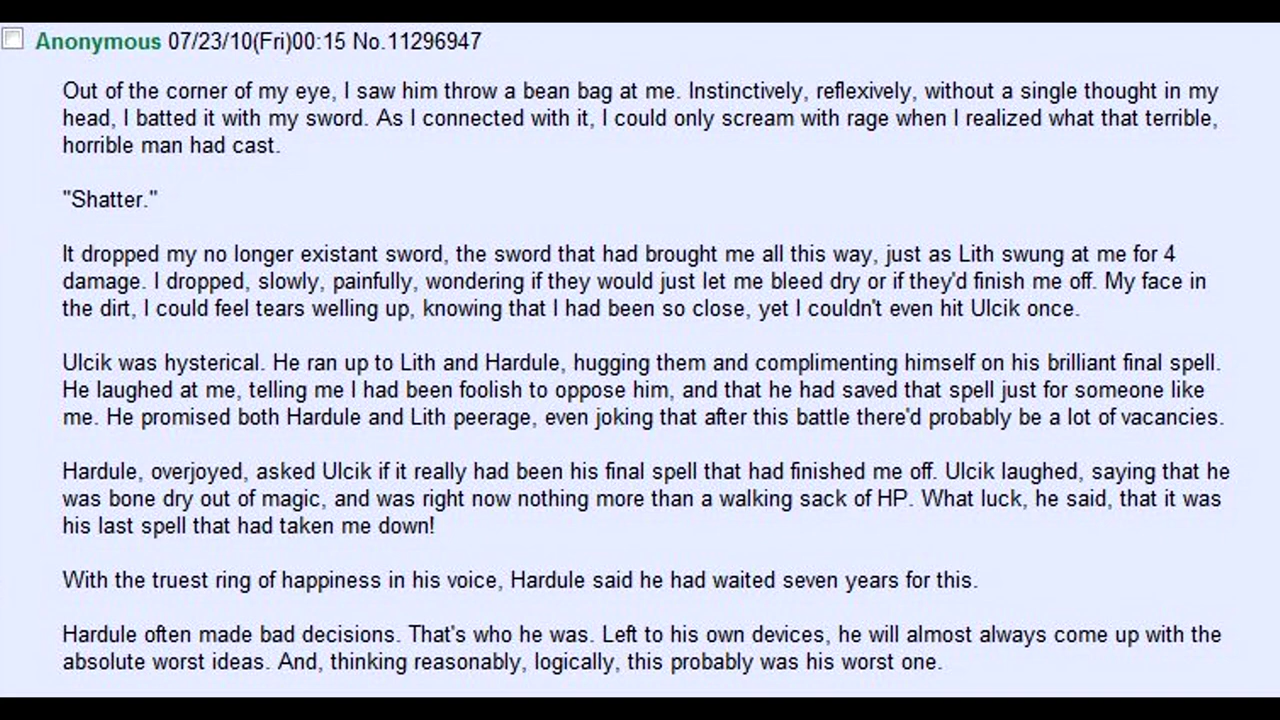 Anonymous 07/23/10(Fri)00:15 No.11296947
Out of the corner of my eye, I saw him throw a bean bag at me. Instinctively, reflexively, without a single thought in my
head, I batted it with my sword. As I connected with it, I could only scream with rage when I realized what that terrible,
horrible man had cast.
"Shatter."
It dropped my no longer existant sword, the sword that had brought me all this way, just as Lith swung at me for 4
damage. I dropped, slowly, painfully, wondering if they would just let me bleed dry or if they'd finish me off. My face in
the dirt, I could feel tears welling up, knowing that I had been so close, yet I couldn't even hit Ulcik once.
Ulcik was hysterical. He ran up to Lith and Hardule, hugging them and complimenting himself on his brilliant final spell.
He laughed at me, telling me I had been foolish to oppose him, and that he had saved that spell just for someone like
me. He promised both Hardule and Lith peerage, even joking that after this battle there'd probably be a lot of vacancies.
Hardule, overjoyed, asked Ulcik if it really had been his final spell that had finished me off. Ulcik laughed, saying that he
was bone dry out of magic, and was right now nothing more than a walking sack of HP. What luck, he said, that it was
his last spell that had taken me down!
With the truest ring of happiness in his voice, Hardule said he had waited seven years for this.
Hardule often made bad decisions. That's who he was. Left to his own devices, he will almost always come up with the
absolute worst ideas. And, thinking reasonably, logically, this probably was his worst one.